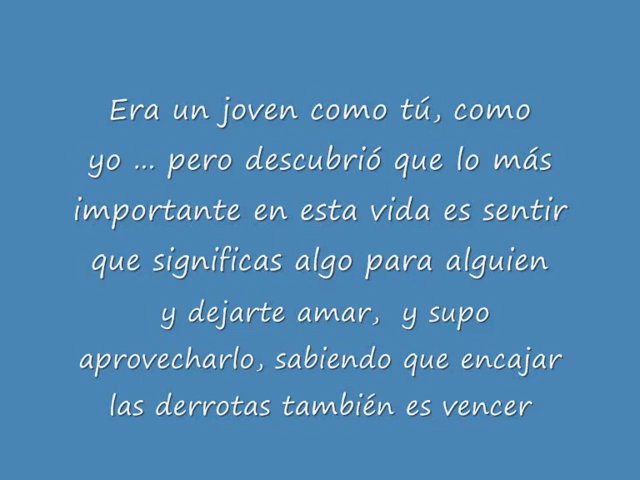 Era un joven como tú, como
yo ... pero descubrió que lo más
importante en esta vida es sentir
que significas algo para alguien
y dejarte amar, y supo
aprovecharlo, sabiendo que encajar
las derrotas también es vencer